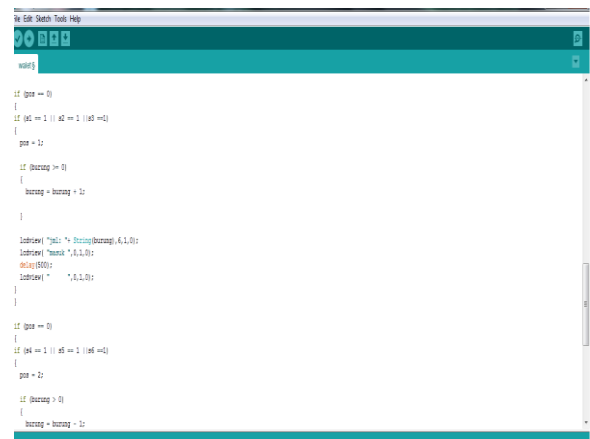 File Edit Sketch Tools Help
walet §
if (pos == 0)
{
if (s1 == 1 || s2 == 1 ||s3 ==1)
{
pos = 1;
if (burung >= 0)
{
burung = burung + 1;
}
lcdview( "jml: "+ String(burung),6,1,0);
lcdview( "masuk ",0,1,0);
delay(500);
lcdview( "      ",0,1,0);
}
}
if (pos == 0)
{
if (s4 == 1 || s5 == 1 ||s6 ==1)
{
pos = 2;
if (burung > 0)
{
burung = burung - 1;